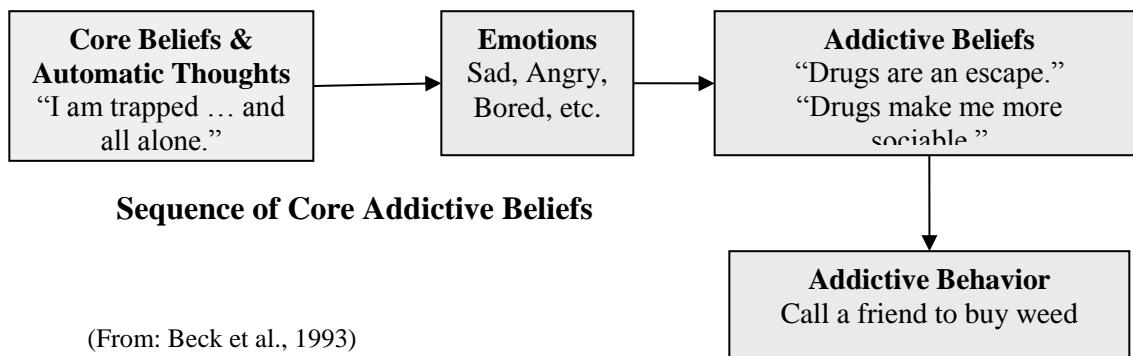 Core Beliefs &
Automatic Thoughts
“I am trapped … and
all alone.”
Emotions
Sad, Angry,
Bored, etc.
Addictive Beliefs
“Drugs are an escape.”
“Drugs make me more
sociable.”
Sequence of Core Addictive Beliefs
Addictive Behavior
Call a friend to buy weed
(From: Beck et al., 1993)